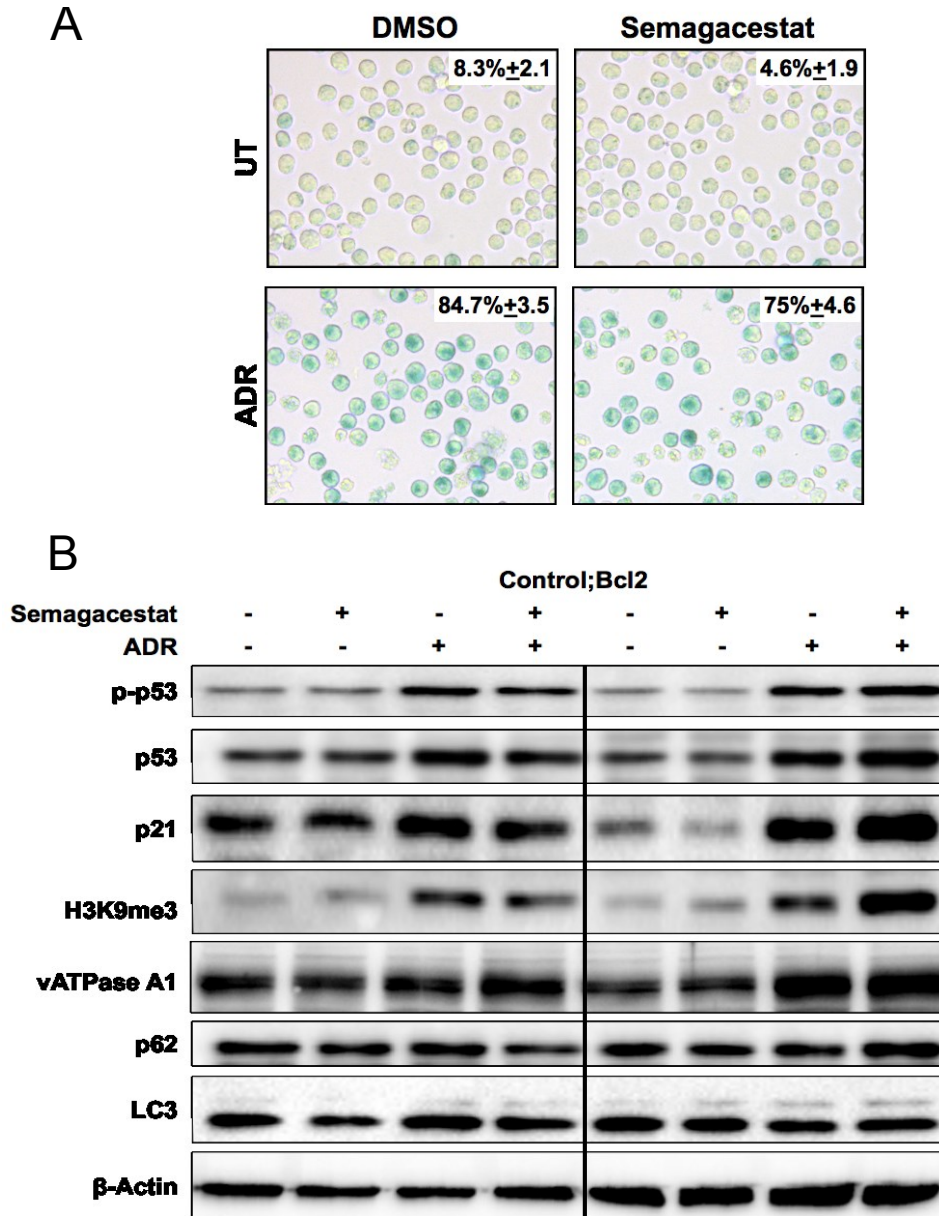 A
DMSO
Semagacestat
UT
8.3%±2.1
4.6%±1.9
ADR
84.7%±3.5
75%±4.6
B
Control;Bcl2
Semagacestat - + - + - + - +
ADR - - + + - - + +
p-p53
p53
p21
H3K9me3
vATPase A1
p62
LC3
β-Actin